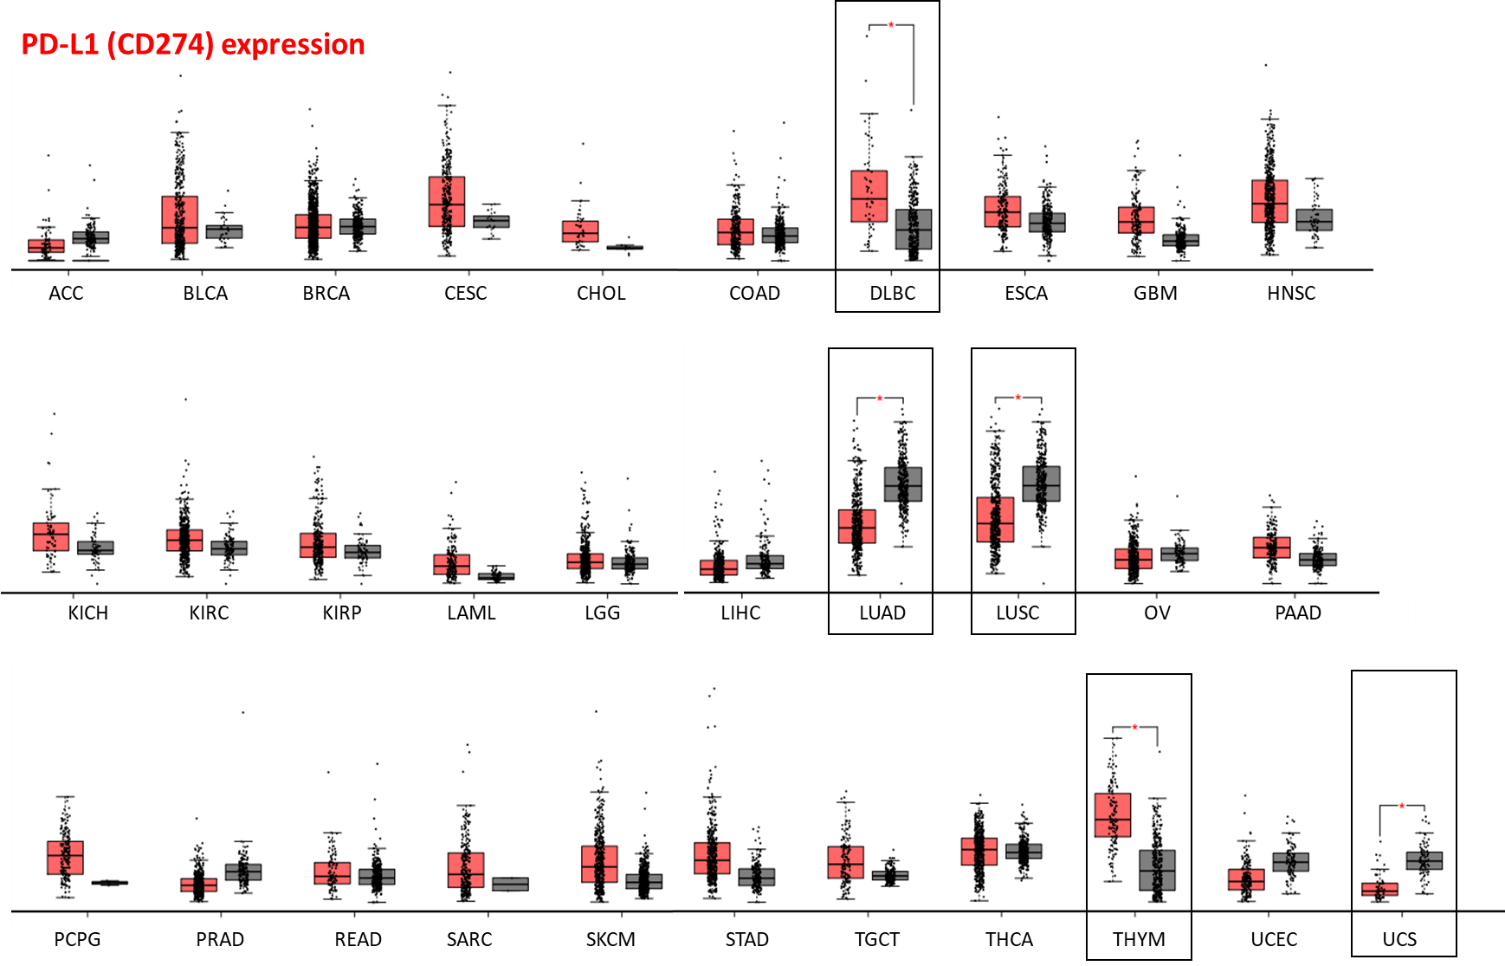 PD-L1 (CD274) expression
*
ACC BLCA BRCA CESC CHOL COAD DLBC ESCA GBM HNSC
* *
KICH KIRC KIRP LAML LGG LIHC LUAD LUSC OV PAAD
* *
PCPG PRAD READ SARC SKCM STAD TGCT THCA THYM UCEC UCS